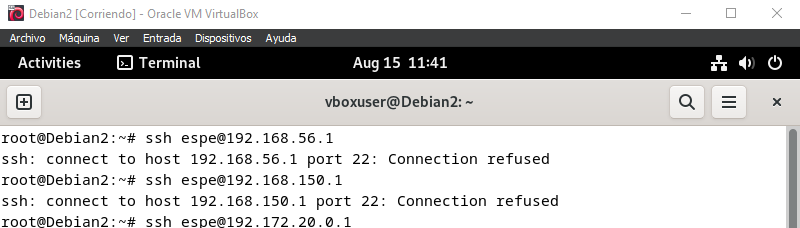 Debian2 [Corriendo] - Oracle VM VirtualBox
Archivo Máquina Ver Entrada Dispositivos Ayuda
Activities Terminal Aug 15 11:41
vboxuser@Debian2: ~
root@Debian2:~# ssh espe@192.168.56.1
ssh: connect to host 192.168.56.1 port 22: Connection refused
root@Debian2:~# ssh espe@192.168.150.1
ssh: connect to host 192.168.150.1 port 22: Connection refused
root@Debian2:~# ssh espe@192.172.20.0.1